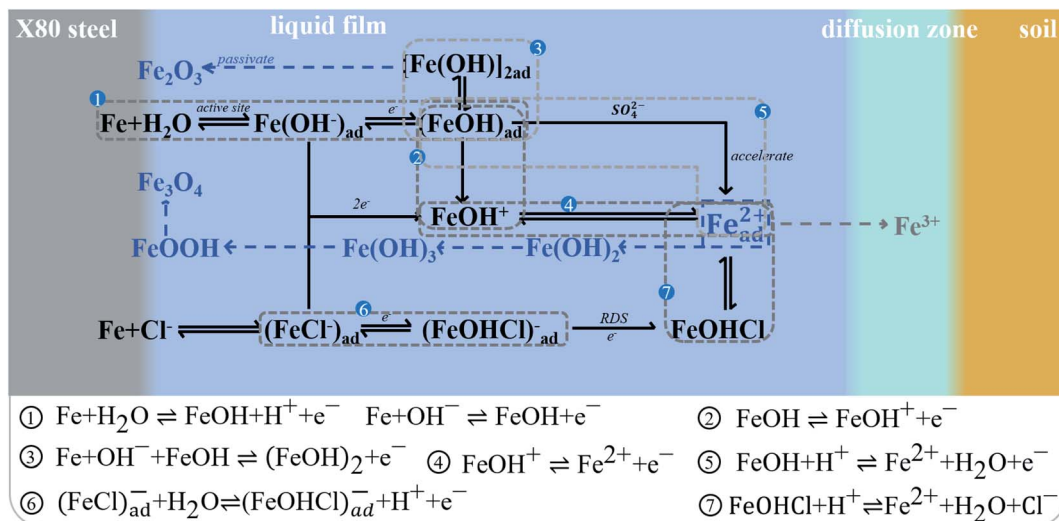 X80 steel liquid film diffusion zone soil
Fe₂O₃ passivate [Fe(OH)]₂ad ③
① active site e⁻ SO₄²⁻ ⑤
Fe+H₂O ⇌ Fe(OH⁻)ad ⇌ (FeOH)ad
② accelerate
Fe₃O₄
2e⁻ FeOH⁺ ④ Fe²⁺ad Fe³⁺
FeOOH Fe(OH)₃ Fe(OH)₂
⑥ e⁻ RDS e⁻ ⑦
Fe+Cl⁻ ⇌ (FeCl⁻)ad ⇌ (FeOHCl)⁻ad FeOHCl
① Fe+H₂O ⇌ FeOH+H⁺+e⁻ Fe+OH⁻ ⇌ FeOH+e⁻ ② FeOH ⇌ FeOH⁺+e⁻
③ Fe+OH⁻+FeOH ⇌ (FeOH)₂+e⁻ ④ FeOH⁺ ⇌ Fe²⁺+e⁻ ⑤ FeOH+H⁺ ⇌ Fe²⁺+H₂O+e⁻
⑥ (FeCl)⁻ad+H₂O⇌(FeOHCl)⁻ad+H⁺+e⁻ ⑦ FeOHCl+H⁺⇌Fe²⁺+H₂O+Cl⁻